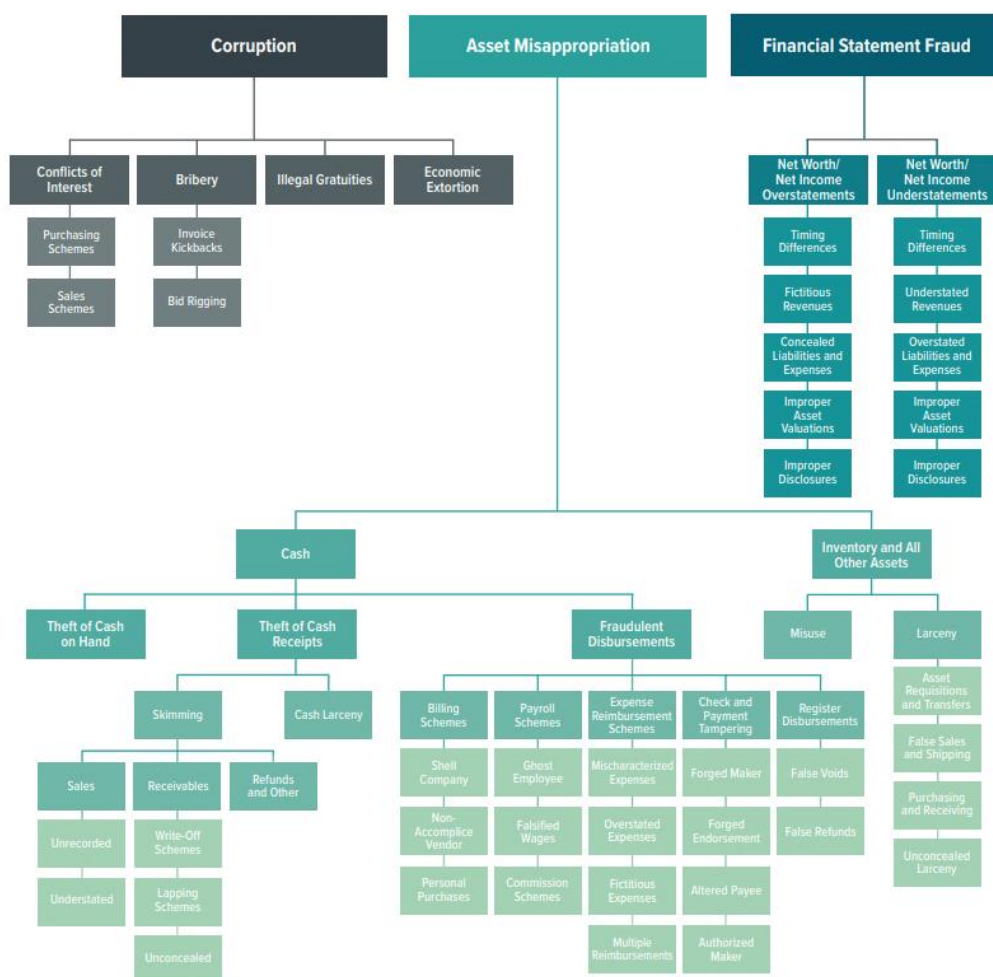 Corruption
Asset Misappropriation
Financial Statement Fraud
Conflicts of
Interest
Bribery
Illegal Gratuities
Economic
Extortion
Net Worth/
Net Income
Overstatements
Net Worth/
Net Income
Understatements
Purchasing
Schemes
Invoice
Kickbacks
Timing
Differences
Timing
Differences
Sales
Schemes
Bid Rigging
Fictitious
Revenues
Understated
Revenues
Concealed
Liabilities and
Expenses
Overstated
Liabilities and
Expenses
Improper
Asset
Valuations
Improper
Asset
Valuations
Improper
Disclosures
Improper
Disclosures
Cash
Inventory and All
Other Assets
Theft of Cash
on Hand
Theft of Cash
Receipts
Fraudulent
Disbursements
Misuse
Larceny
Skimming
Cash Larceny
Billing
Schemes
Payroll
Schemes
Expense
Reimbursement
Schemes
Check and
Payment
Tampering
Register
Disbursements
Asset
Requisitions
and Transfers
Sales
Receivables
Refunds
and Other
Shell
Company
Ghost
Employee
Mischaracterized
Expenses
Forged Maker
False Voids
False Sales
and Shipping
Unrecorded
Write-Off
Schemes
Non-
Accomplice
Vendor
Falsified
Wages
Overstated
Expenses
Forged
Endorsement
False Refunds
Purchasing
and Receiving
Understated
Lapping
Schemes
Personal
Purchases
Commission
Schemes
Fictitious
Expenses
Altered Payee
Unconcealed
Larceny
Unconcealed
Multiple
Reimbursements
Authorized
Maker